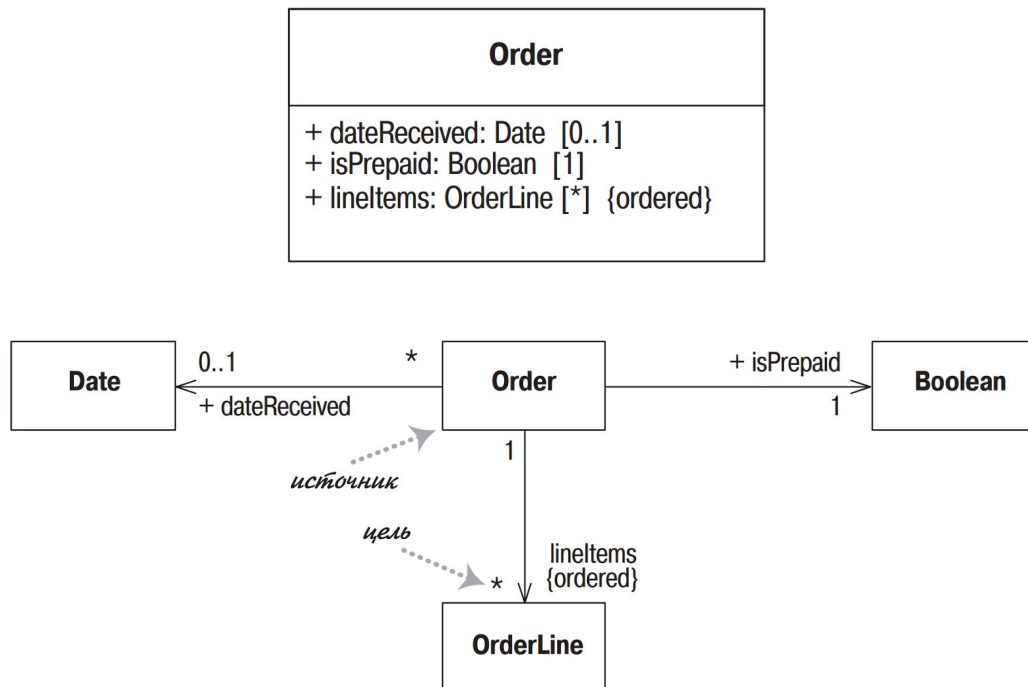 Order
+ dateReceived: Date [0..1]
+ isPrepaid: Boolean [1]
+ lineItems: OrderLine [*] {ordered}
Date
0..1
*
+ dateReceived
Order
+ isPrepaid
1
Boolean
1
источник
цель
lineItems
{ordered}
*
OrderLine